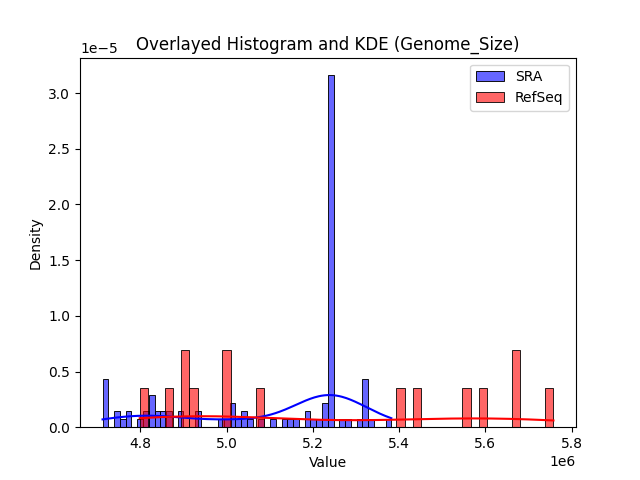 Overlayed Histogram and KDE (Genome_Size)
1e−5
SRA
RefSeq
3.0
2.5
2.0
1.5
1.0
0.5
0.0
Density
4.8 5.0 5.2 5.4 5.6 5.8
Value
1e6